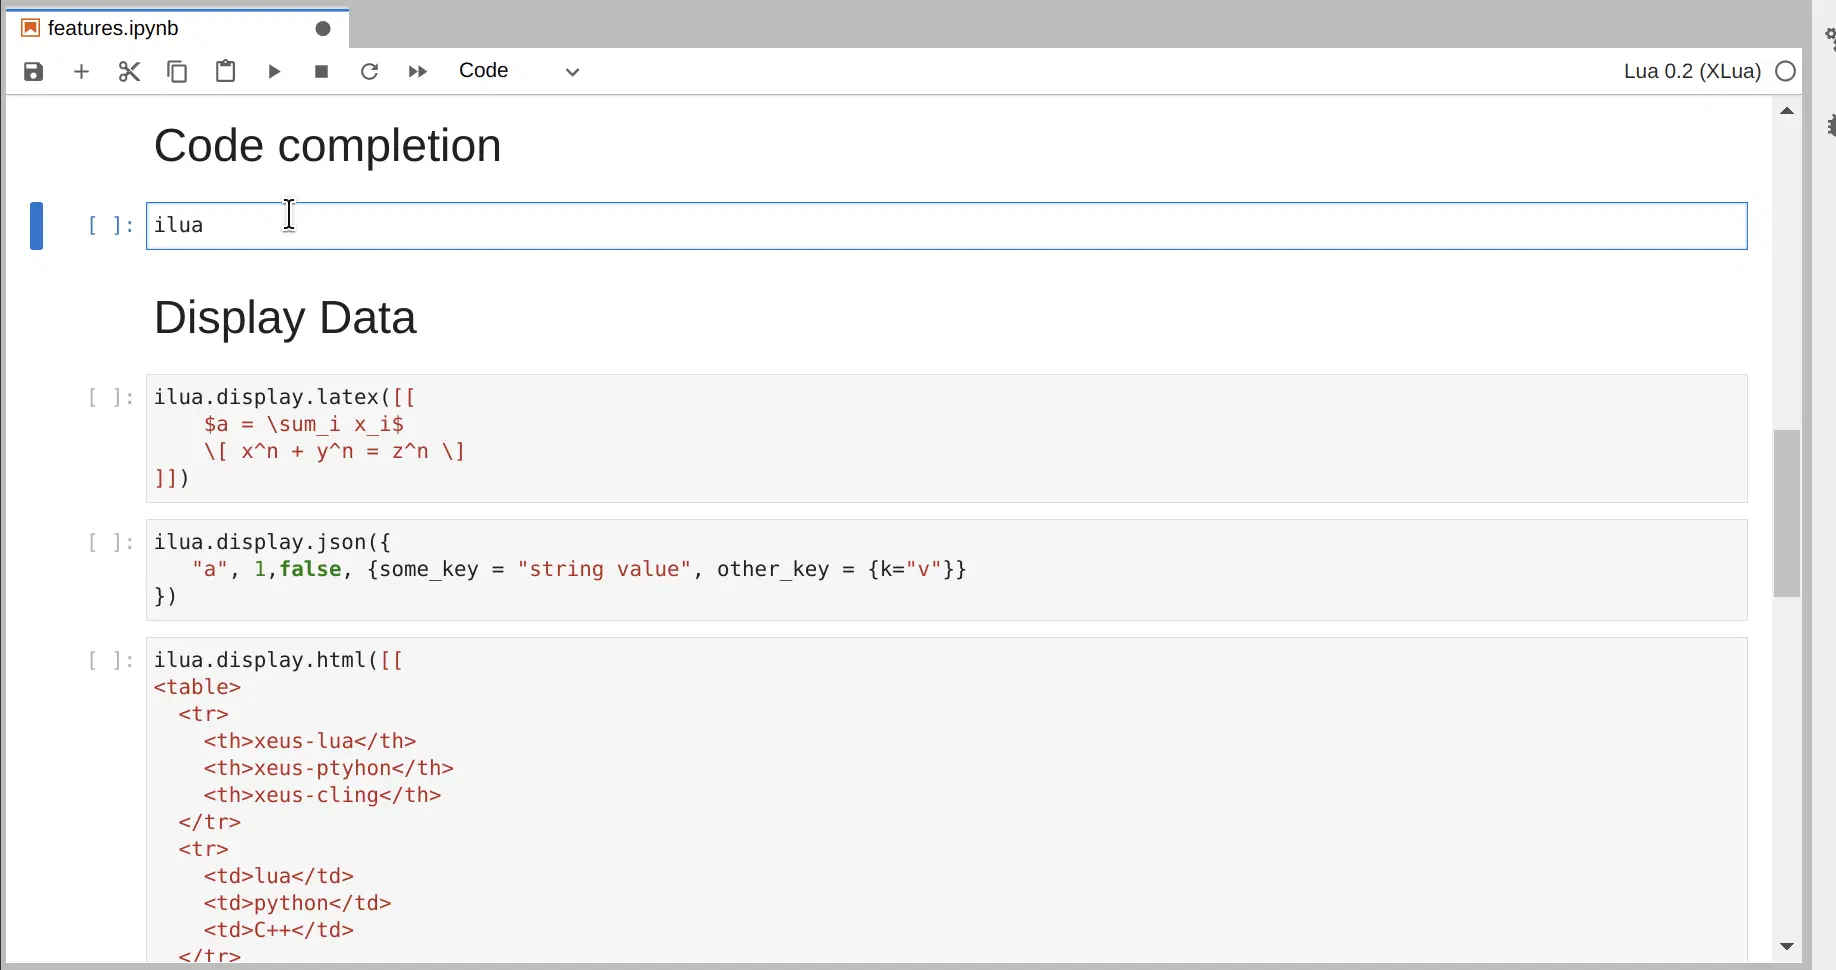 features.ipynb
Code
Lua 0.2 (XLua)
Code completion
[ ]: ilua
Display Data
[ ]: ilua.display.latex([[
$a = \sum_i x_i$
\[ x^n + y^n = z^n \]
]])
[ ]: ilua.display.json({
"a", 1,false, {some_key = "string value", other_key = {k="v"}}
})
[ ]: ilua.display.html([[
<table>
<tr>
<th>xeus-lua</th>
<th>xeus-ptyhon</th>
<th>xeus-cling</th>
</tr>
<tr>
<td>lua</td>
<td>python</td>
<td>C++</td>
</tr>